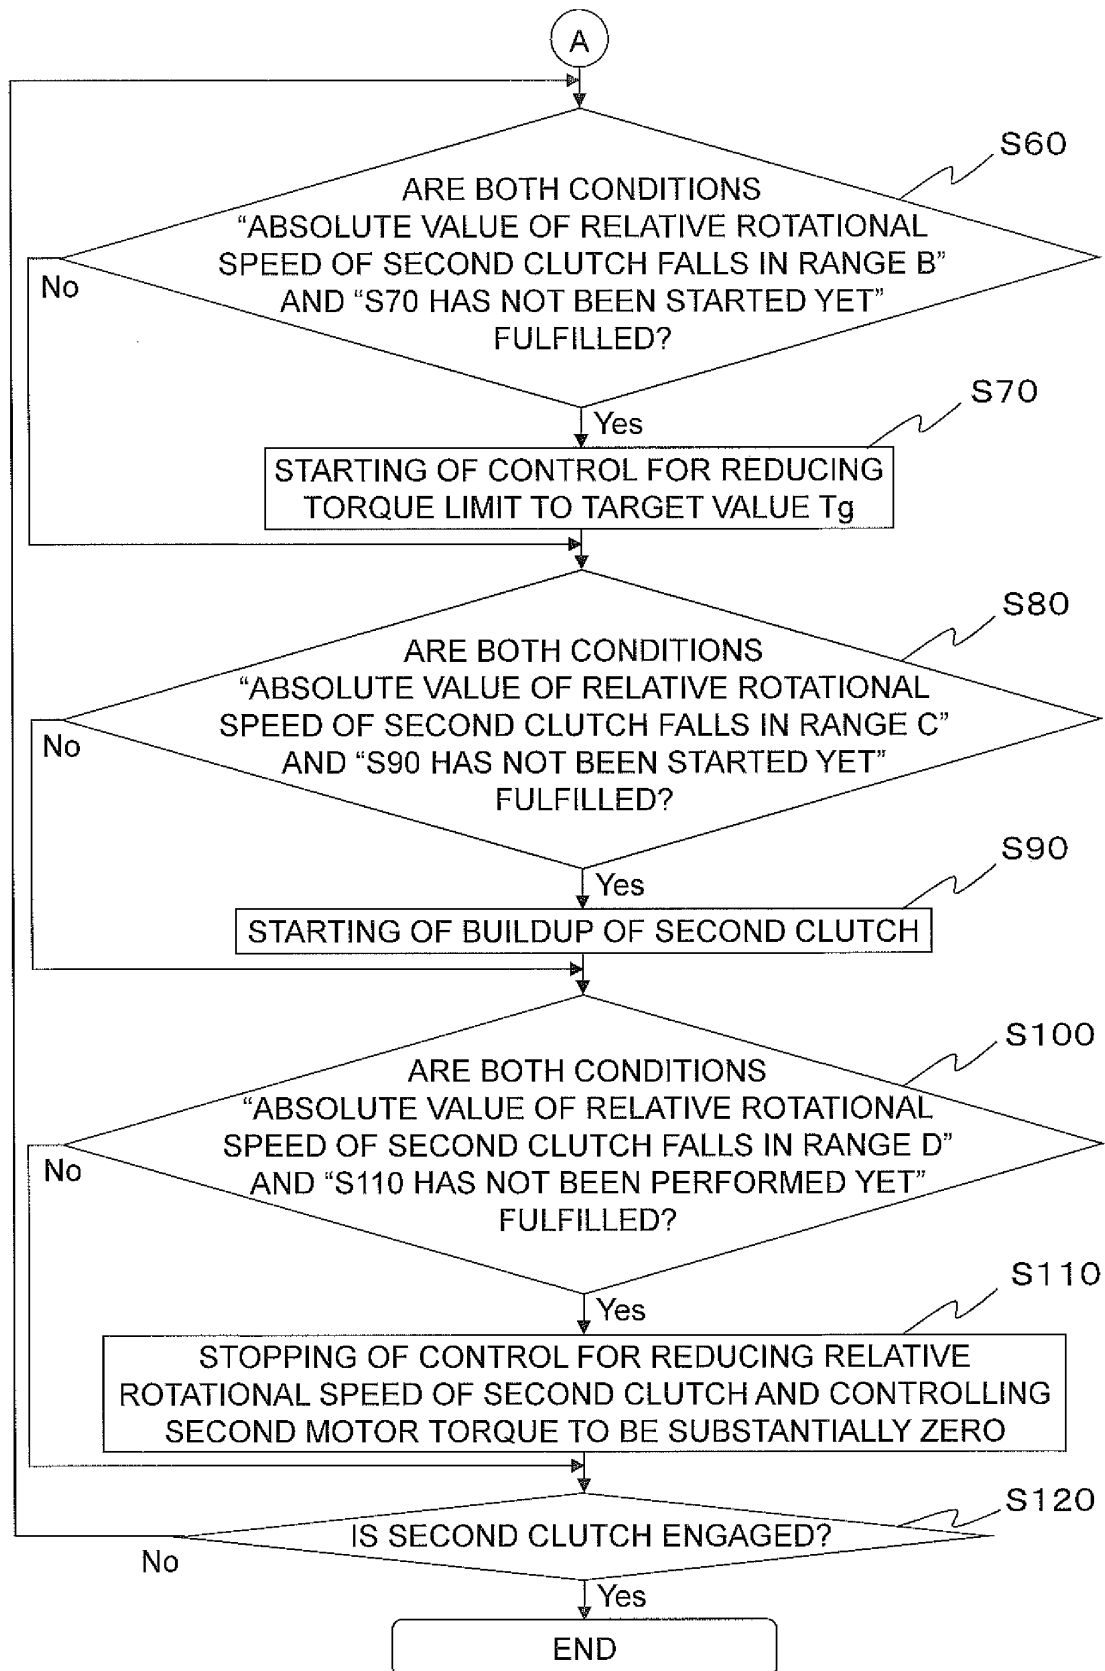 A
S60
ARE BOTH CONDITIONS
“ABSOLUTE VALUE OF RELATIVE ROTATIONAL
SPEED OF SECOND CLUTCH FALLS IN RANGE B”
AND “S70 HAS NOT BEEN STARTED YET”
FULFILLED?
No
Yes
S70
STARTING OF CONTROL FOR REDUCING
TORQUE LIMIT TO TARGET VALUE Tg
S80
ARE BOTH CONDITIONS
“ABSOLUTE VALUE OF RELATIVE ROTATIONAL
SPEED OF SECOND CLUTCH FALLS IN RANGE C”
AND “S90 HAS NOT BEEN STARTED YET”
FULFILLED?
No
Yes
S90
STARTING OF BUILDUP OF SECOND CLUTCH
S100
ARE BOTH CONDITIONS
“ABSOLUTE VALUE OF RELATIVE ROTATIONAL
SPEED OF SECOND CLUTCH FALLS IN RANGE D”
AND “S110 HAS NOT BEEN PERFORMED YET”
FULFILLED?
No
Yes
S110
STOPPING OF CONTROL FOR REDUCING RELATIVE
ROTATIONAL SPEED OF SECOND CLUTCH AND CONTROLLING
SECOND MOTOR TORQUE TO BE SUBSTANTIALLY ZERO
S120
IS SECOND CLUTCH ENGAGED?
No
Yes
END